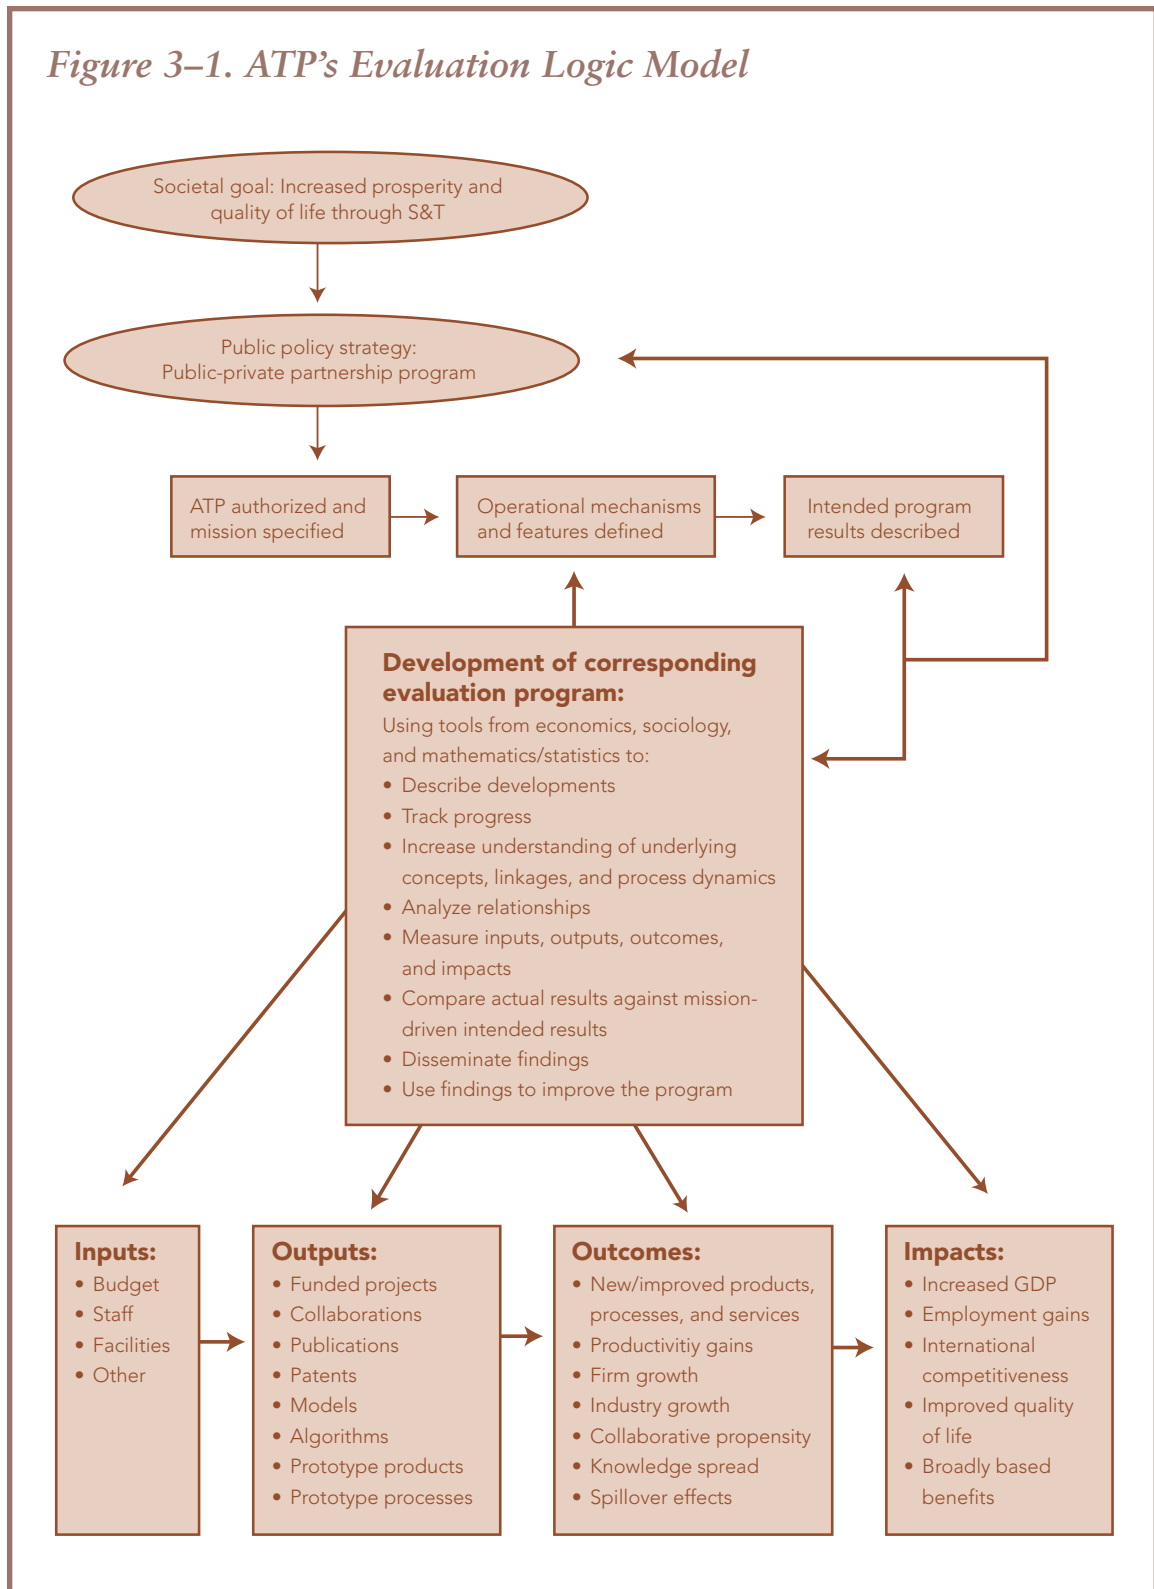 Figure 3–1. ATP's Evaluation Logic Model
Societal goal: Increased prosperity and
quality of life through S&T
Public policy strategy:
Public-private partnership program
ATP authorized and
mission specified
Operational mechanisms
and features defined
Intended program
results described
Development of corresponding
evaluation program:
Using tools from economics, sociology,
and mathematics/statistics to:
• Describe developments
• Track progress
• Increase understanding of underlying
concepts, linkages, and process dynamics
• Analyze relationships
• Measure inputs, outputs, outcomes,
and impacts
• Compare actual results against mission-
driven intended results
• Disseminate findings
• Use findings to improve the program
Inputs:
• Budget
• Staff
• Facilities
• Other
Outputs:
• Funded projects
• Collaborations
• Publications
• Patents
• Models
• Algorithms
• Prototype products
• Prototype processes
Outcomes:
• New/improved products,
processes, and services
• Productivitiy gains
• Firm growth
• Industry growth
• Collaborative propensity
• Knowledge spread
• Spillover effects
Impacts:
• Increased GDP
• Employment gains
• International
competitiveness
• Improved quality
of life
• Broadly based
benefits